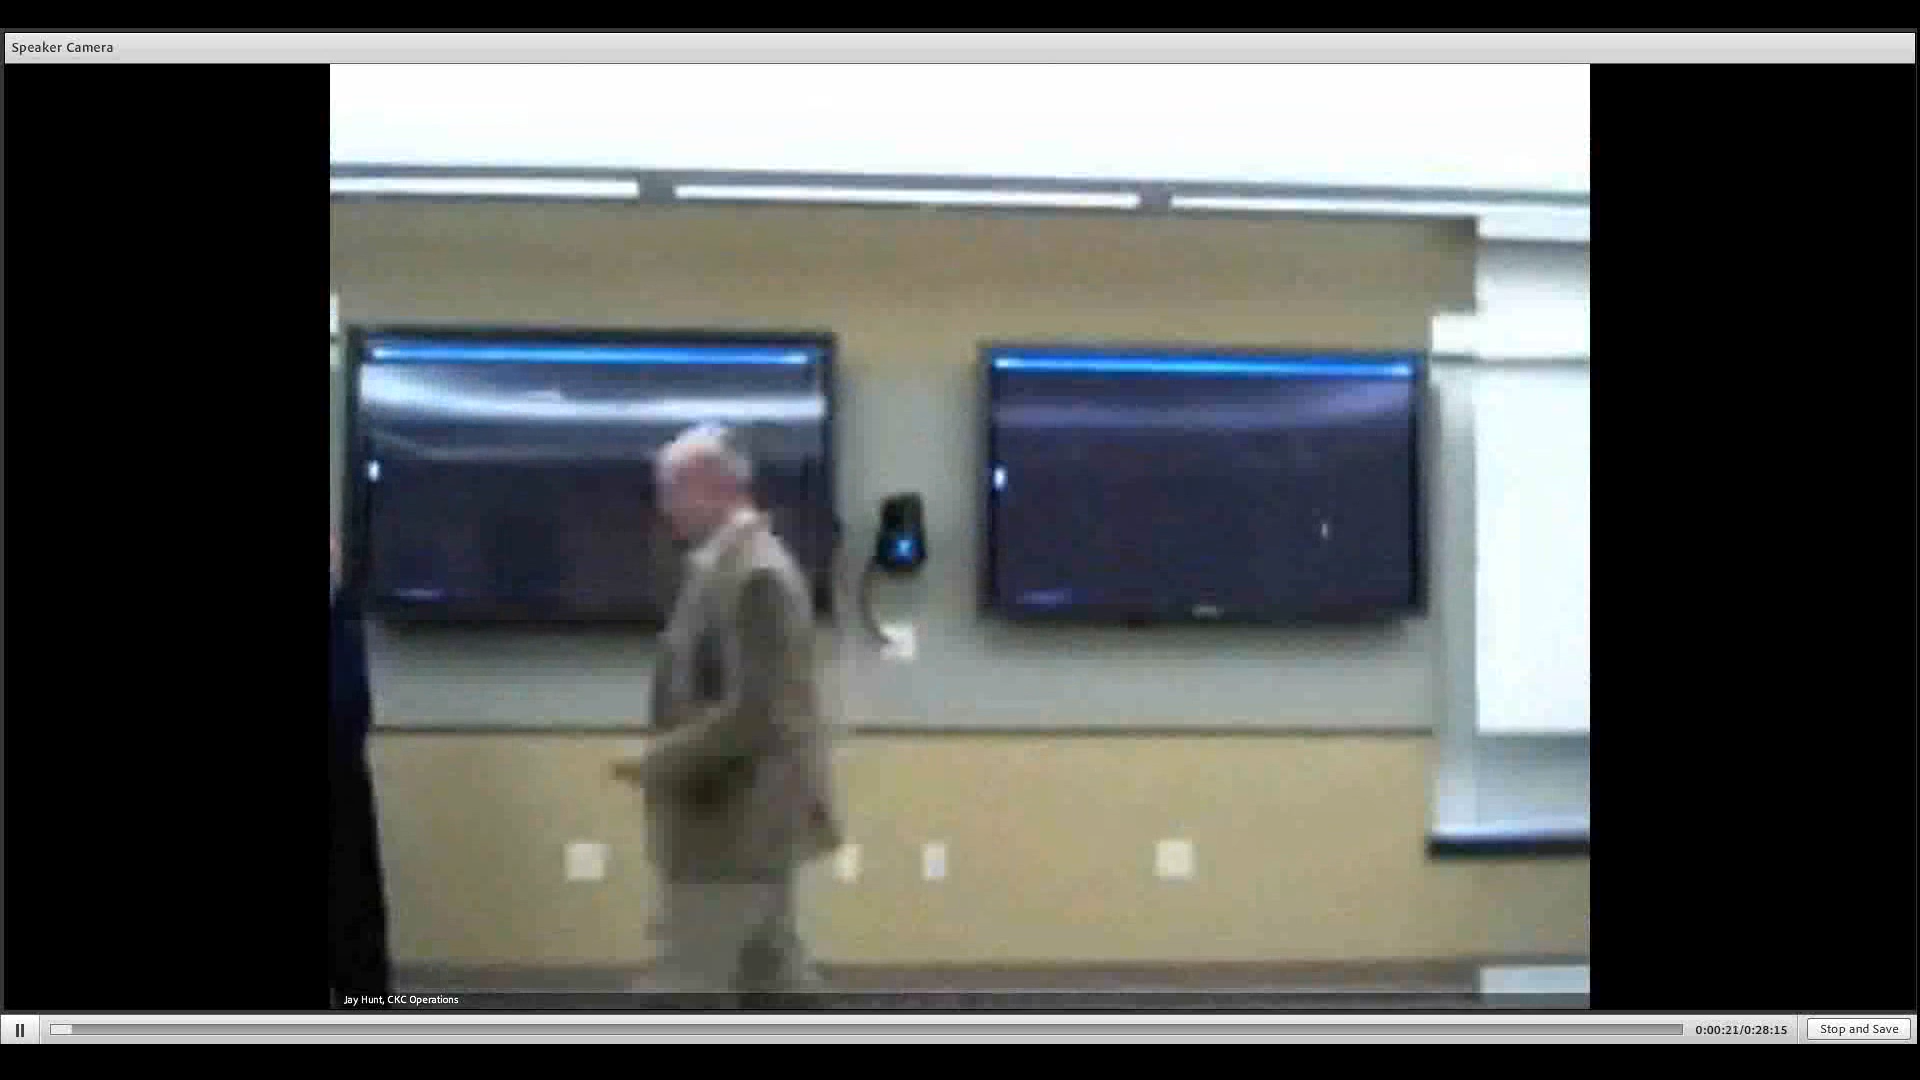 Speaker Camera
Jay Hunt, CKC Operations
0:00:21/0:28:15
Stop and Save